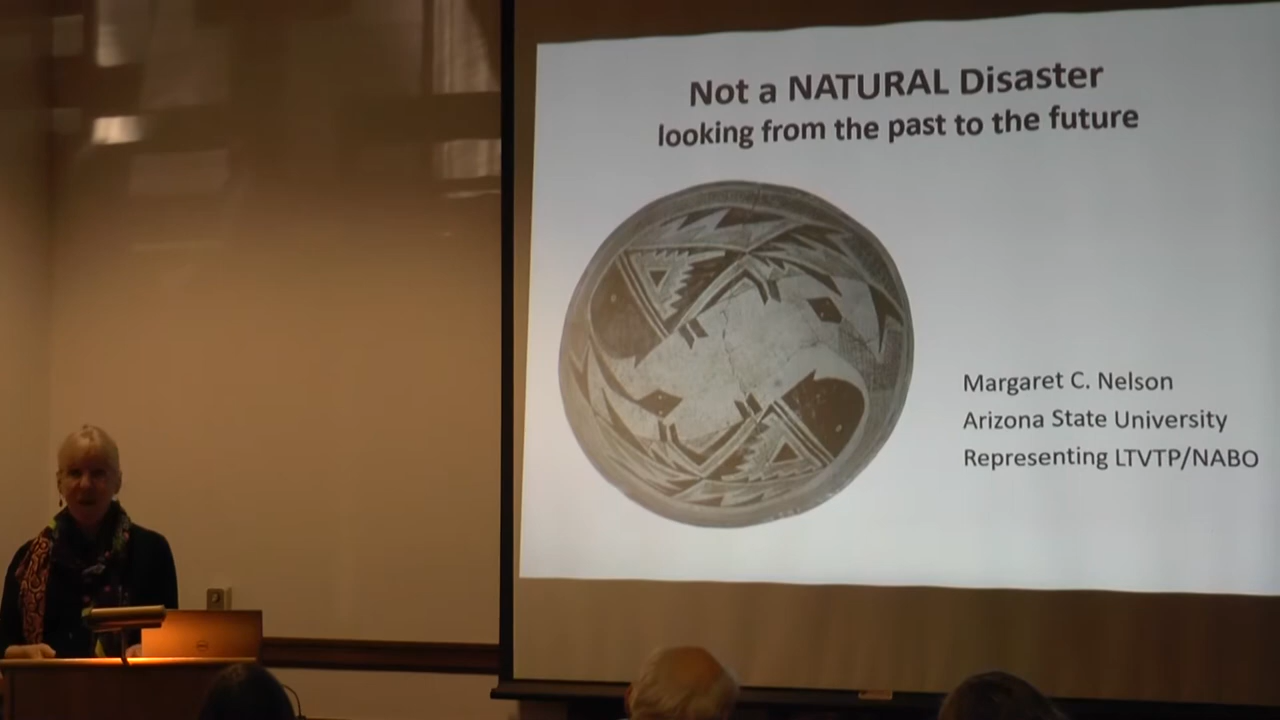 Not a NATURAL Disaster
looking from the past to the future
Margaret C. Nelson
Arizona State University
Representing LTVTP/NABO